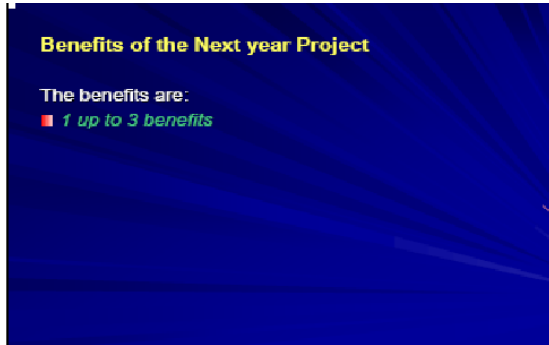 Benefits of the Next year Project
The benefits are:
1 up to 3 benefits